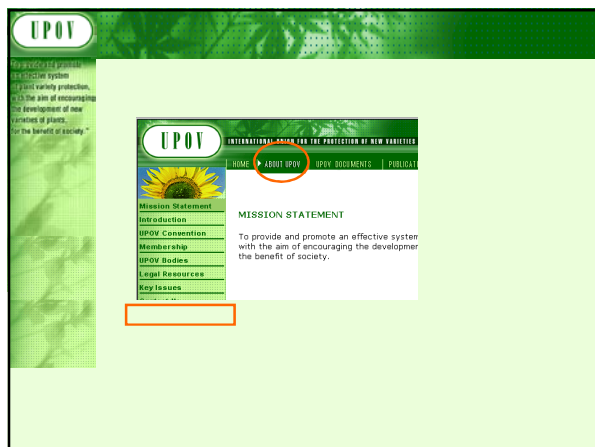 UPOV
To provide and promote
an effective system
of plant variety protection,
with the aim of encouraging
the development of new
varieties of plants,
for the benefit of society."
UPOV
INTERNATIONAL UNION FOR THE PROTECTION OF NEW VARIETIES
HOME ABOUT UPOV UPOV DOCUMENTS PUBLICAT
Mission Statement
Introduction
UPOV Convention
Membership
UPOV Bodies
Legal Resources
Key Issues
MISSION STATEMENT
To provide and promote an effective system
with the aim of encouraging the developmen
the benefit of society.